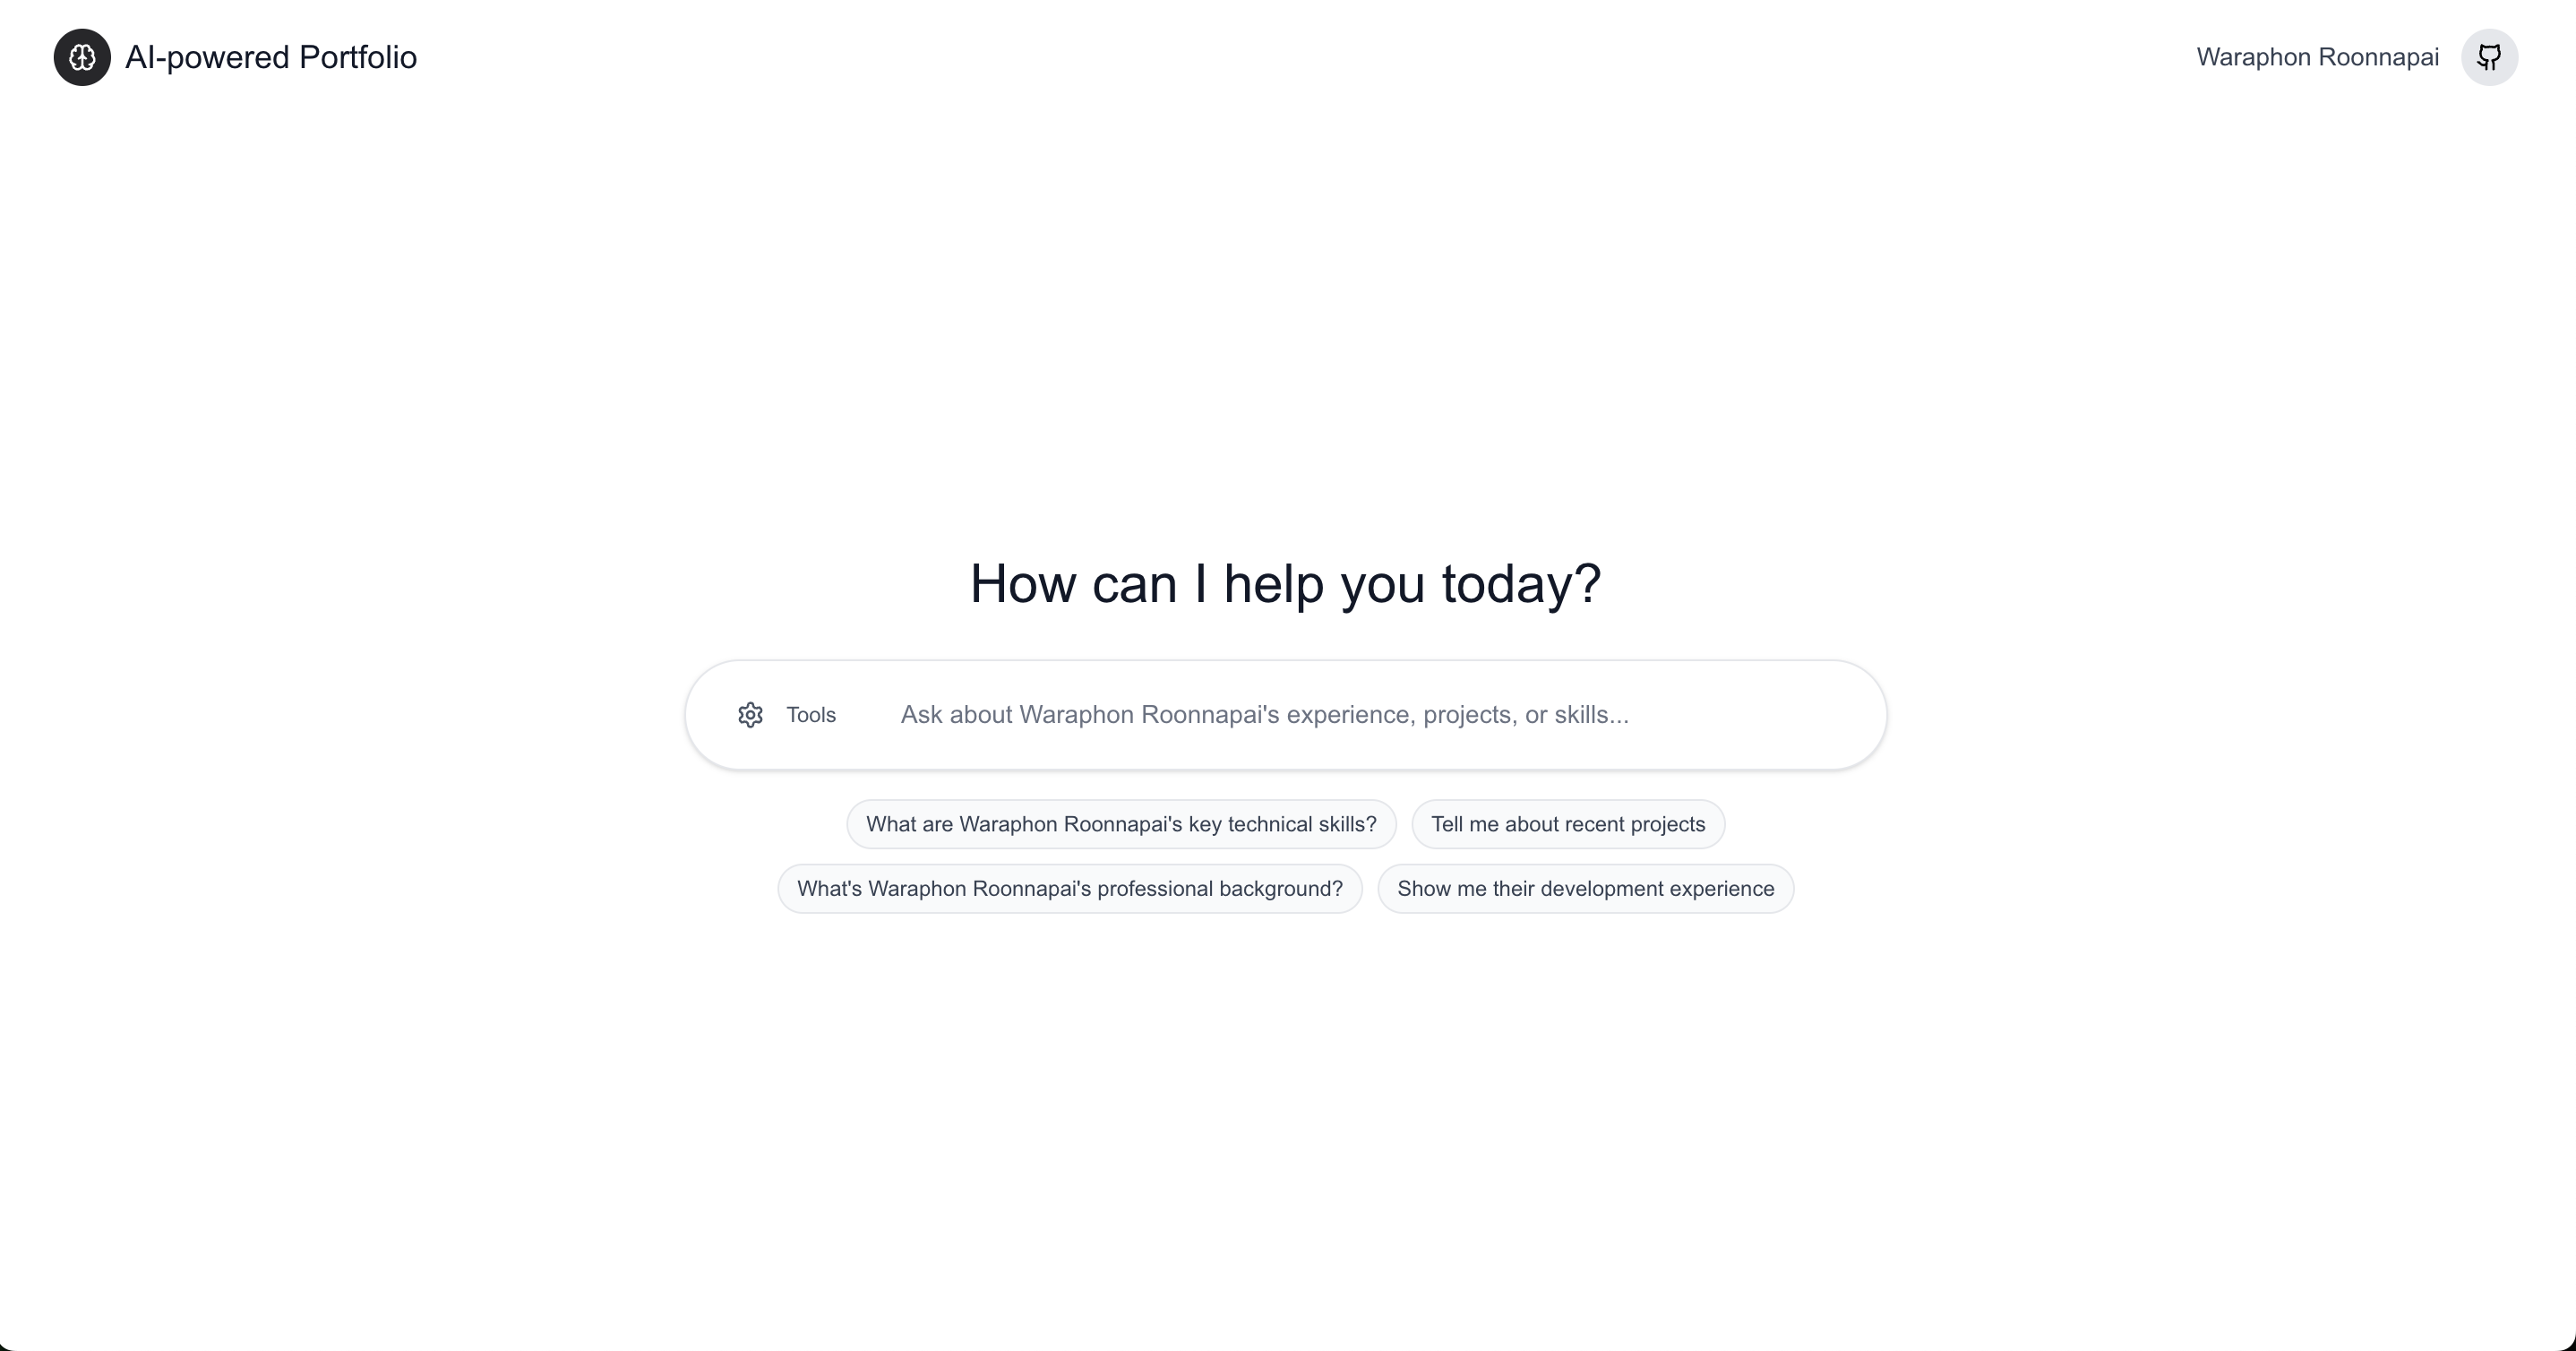 AI-powered Portfolio
Waraphon Roonnapai
How can I help you today?
Tools
Ask about Waraphon Roonnapai's experience, projects, or skills...
What are Waraphon Roonnapai's key technical skills?
Tell me about recent projects
What's Waraphon Roonnapai's professional background?
Show me their development experience